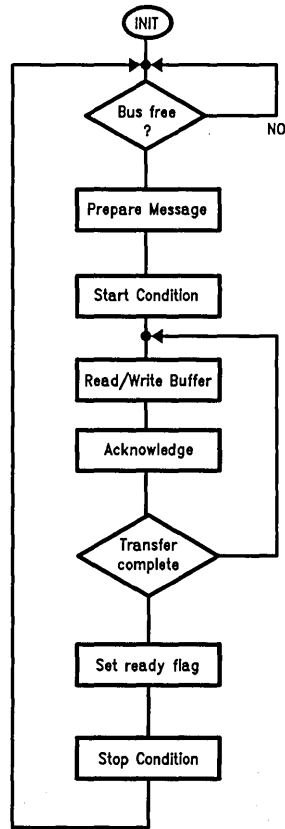 INIT
Bus free
?
NO
Prepare Message
Start Condition
Read/Write Buffer
Acknowledge
Transfer
complete
Set ready flag
Stop Condition